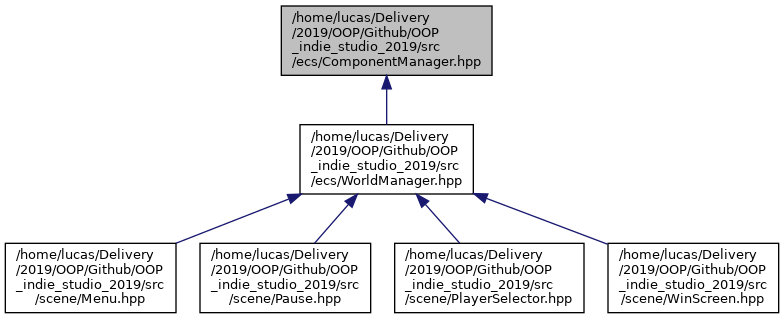 /home/lucas/Delivery
/2019/OOP/Github/OOP
_indie_studio_2019/src
/ecs/ComponentManager.hpp
/home/lucas/Delivery
/2019/OOP/Github/OOP
_indie_studio_2019/src
/ecs/WorldManager.hpp
/home/lucas/Delivery
/2019/OOP/Github/OOP
_indie_studio_2019/src
/scene/Menu.hpp
/home/lucas/Delivery
/2019/OOP/Github/OOP
_indie_studio_2019/src
/scene/Pause.hpp
/home/lucas/Delivery
/2019/OOP/Github/OOP
_indie_studio_2019/src
/scene/PlayerSelector.hpp
/home/lucas/Delivery
/2019/OOP/Github/OOP
_indie_studio_2019/src
/scene/WinScreen.hpp